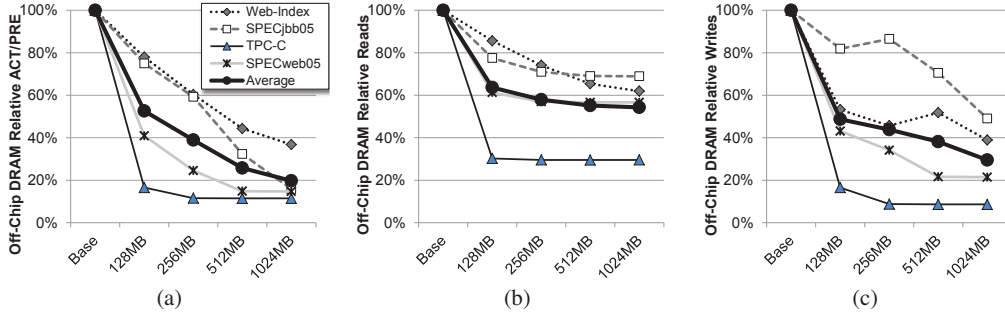 Off-Chip DRAM Relative ACT/PRE
100%
80%
60%
40%
20%
0%
Base
128MB
256MB
512MB
1024MB
Web-Index
SPECjbb05
TPC-C
SPECweb05
Average
(a)
Off-Chip DRAM Relative Reads
100%
80%
60%
40%
20%
0%
Base
128MB
256MB
512MB
1024MB
(b)
Off-Chip DRAM Relative Writes
100%
80%
60%
40%
20%
0%
Base
128MB
256MB
512MB
1024MB
(c)